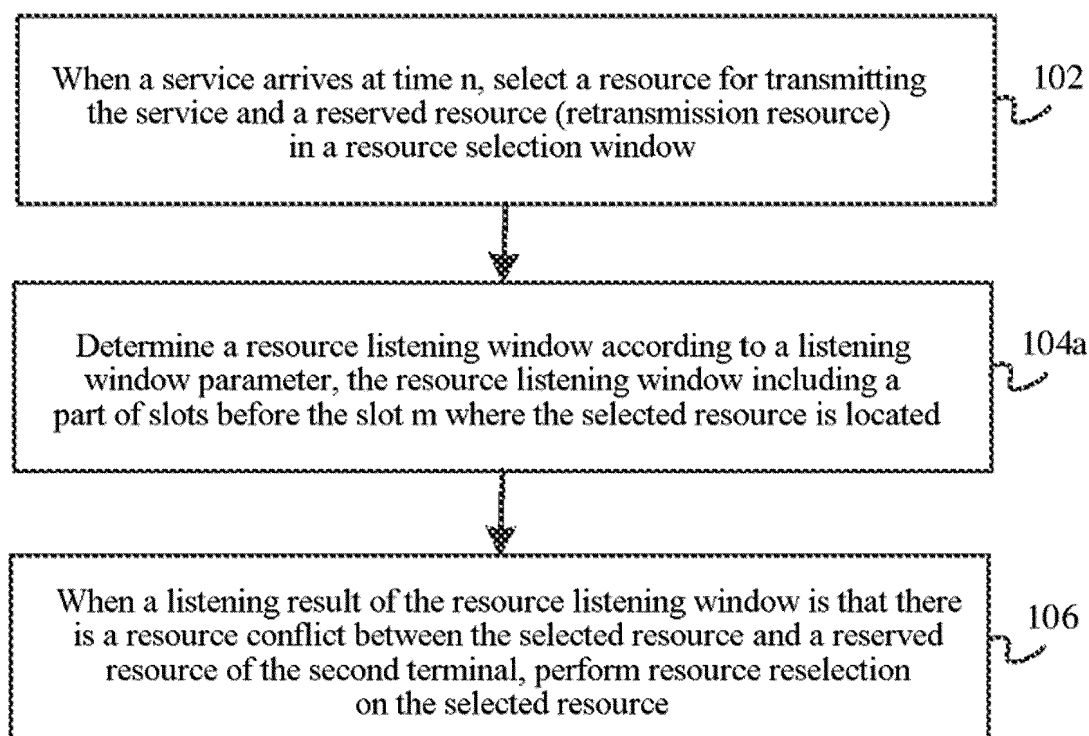 When a service arrives at time n, select a resource for transmitting
the service and a reserved resource (retransmission resource)
in a resource selection window
102
Determine a resource listening window according to a listening
window parameter, the resource listening window including a
part of slots before the slot m where the selected resource is located
104a
When a listening result of the resource listening window is that there
is a resource conflict between the selected resource and a reserved
resource of the second terminal, perform resource reselection
on the selected resource
106